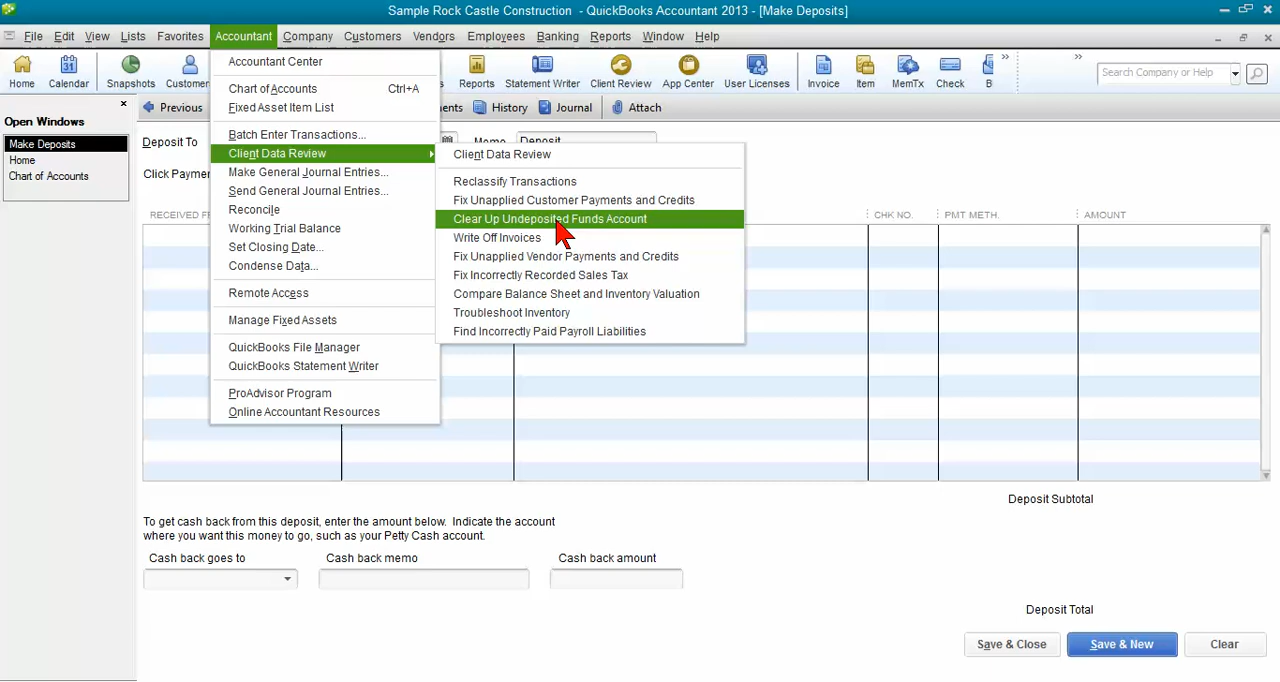 Sample Rock Castle Construction - QuickBooks Accountant 2013 - [Make Deposits]
File Edit View Lists Favorites Accountant Company Customers Vendors Employees Banking Reports Window Help
Home Calendar Snapshots Customer Reports Statement Writer Client Review App Center User Licenses Invoice Item MemTx Check B
Search Company or Help
Previous ents History Journal Attach
Open Windows
Make Deposits
Home
Chart of Accounts
Deposit To Memo Deposit
Click Payme
RECEIVED F CHK NO. PMT METH. AMOUNT
Accountant Center
Chart of Accounts Ctrl+A
Fixed Asset Item List
Batch Enter Transactions...
Client Data Review
Make General Journal Entries...
Send General Journal Entries...
Reconcile
Working Trial Balance
Set Closing Date...
Condense Data...
Remote Access
Manage Fixed Assets
QuickBooks File Manager
QuickBooks Statement Writer
ProAdvisor Program
Online Accountant Resources
Client Data Review
Reclassify Transactions
Fix Unapplied Customer Payments and Credits
Clear Up Undeposited Funds Account
Write Off Invoices
Fix Unapplied Vendor Payments and Credits
Fix Incorrectly Recorded Sales Tax
Compare Balance Sheet and Inventory Valuation
Troubleshoot Inventory
Find Incorrectly Paid Payroll Liabilities
Deposit Subtotal
To get cash back from this deposit, enter the amount below. Indicate the account
where you want this money to go, such as your Petty Cash account.
Cash back goes to Cash back memo Cash back amount
Deposit Total
Save & Close Save & New Clear